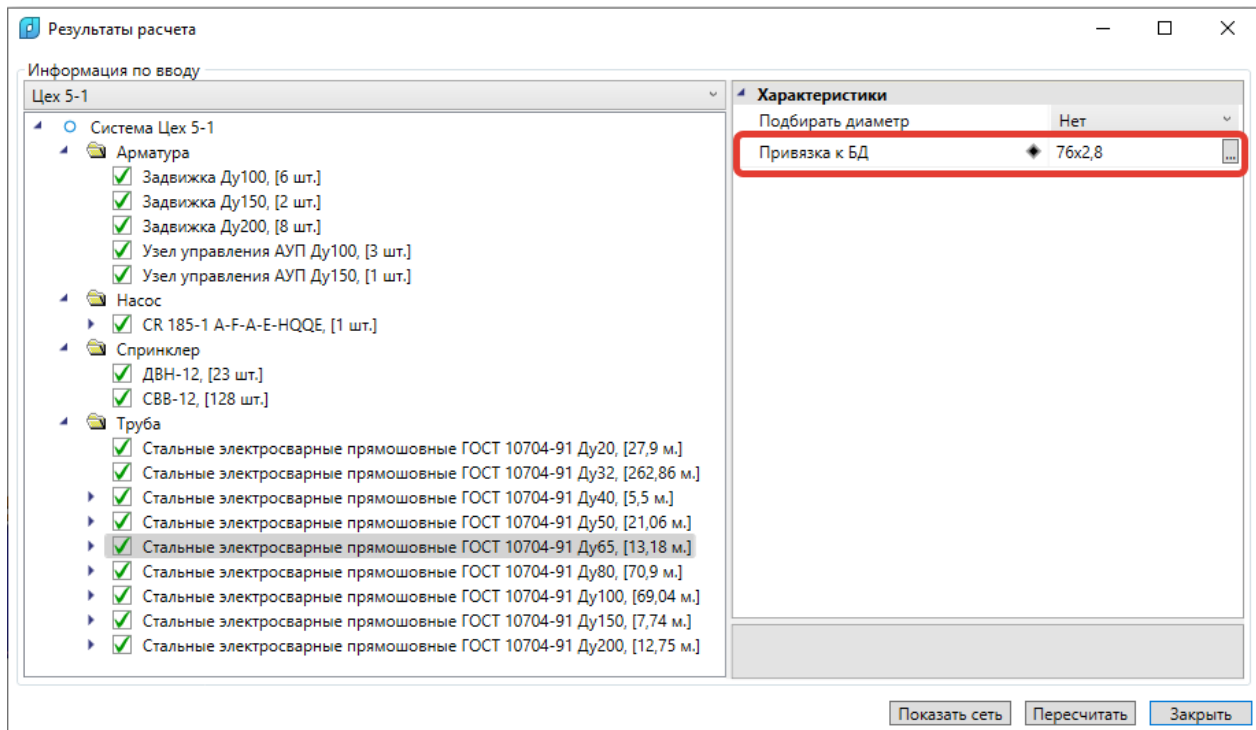 Результаты расчета
Информация по вводу
Цех 5-1
Система Цех 5-1
Арматура
Задвижка Ду100, [6 шт.]
Задвижка Ду150, [2 шт.]
Задвижка Ду200, [8 шт.]
Узел управления АУП Ду100, [3 шт.]
Узел управления АУП Ду150, [1 шт.]
Насос
CR 185-1 A-F-A-E-HQQE, [1 шт.]
Спринклер
ДВН-12, [23 шт.]
СВВ-12, [128 шт.]
Труба
Стальные электросварные прямошовные ГОСТ 10704-91 Ду20, [27,9 м.]
Стальные электросварные прямошовные ГОСТ 10704-91 Ду32, [262,86 м.]
Стальные электросварные прямошовные ГОСТ 10704-91 Ду40, [5,5 м.]
Стальные электросварные прямошовные ГОСТ 10704-91 Ду50, [21,06 м.]
Стальные электросварные прямошовные ГОСТ 10704-91 Ду65, [13,18 м.]
Стальные электросварные прямошовные ГОСТ 10704-91 Ду80, [70,9 м.]
Стальные электросварные прямошовные ГОСТ 10704-91 Ду100, [69,04 м.]
Стальные электросварные прямошовные ГОСТ 10704-91 Ду150, [7,74 м.]
Стальные электросварные прямошовные ГОСТ 10704-91 Ду200, [12,75 м.]
Характеристики
Подбирать диаметр Нет
Привязка к БД 76x2,8 ...
Показать сеть Пересчитать Закрыть